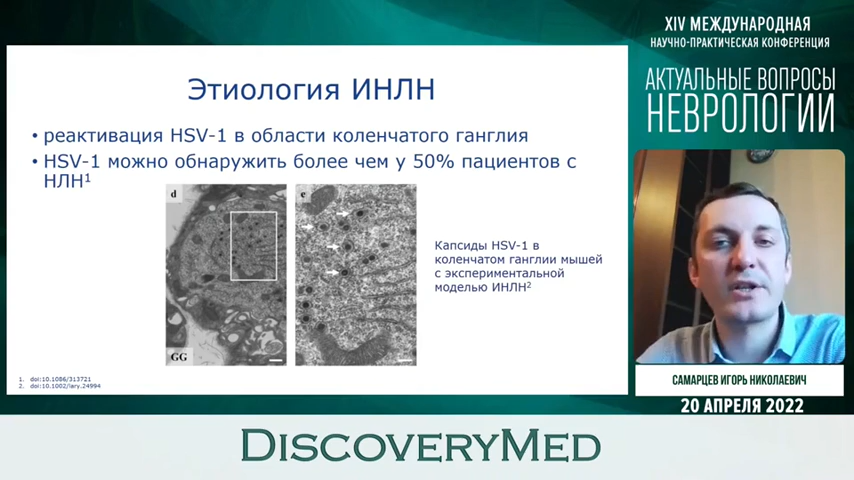 XIV МЕЖДУНАРОДНАЯ
НАУЧНО-ПРАКТИЧЕСКАЯ КОНФЕРЕНЦИЯ
АКТУАЛЬНЫЕ ВОПРОСЫ
НЕВРОЛОГИИ
Этиология ИНЛН
• реактивация HSV-1 в области коленчатого ганглия
• HSV-1 можно обнаружить более чем у 50% пациентов с
НЛН¹
d
e
GG
Капсиды HSV-1 в
коленчатом ганглии мышей
с экспериментальной
моделью ИНЛН²
1. doi:10.1086/313721
2. doi:10.1002/lary.24994
САМАРЦЕВ ИГОРЬ НИКОЛАЕВИЧ
20 АПРЕЛЯ 2022
DISCOVERYMED